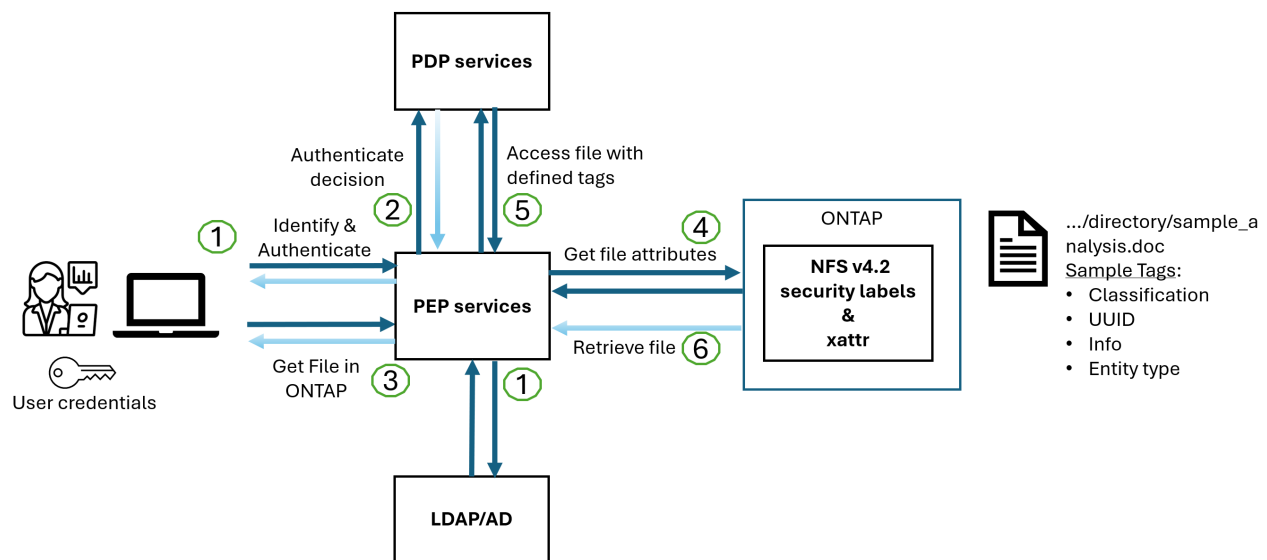 PDP services
Authenticate
decision
2
Access file with
defined tags
5
1
Identify &
Authenticate
4
Get file attributes
ONTAP
NFS v4.2
security labels
&
xattr
.../directory/sample_a
nalysis.doc
Sample Tags:
• Classification
• UUID
• Info
• Entity type
PEP services
Retrieve file 6
Get File in
ONTAP
3
1
User credentials
LDAP/AD